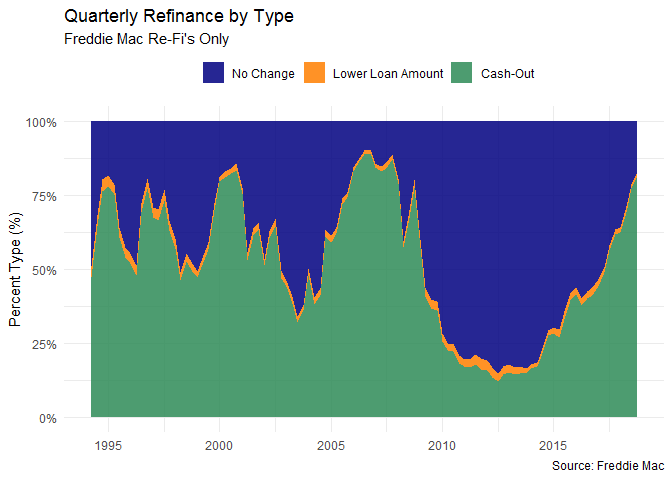 Quarterly Refinance by Type
Freddie Mac Re-Fi's Only
No Change Lower Loan Amount Cash-Out
Percent Type (%)
100%
75%
50%
25%
0%
1995 2000 2005 2010 2015
Source: Freddie Mac